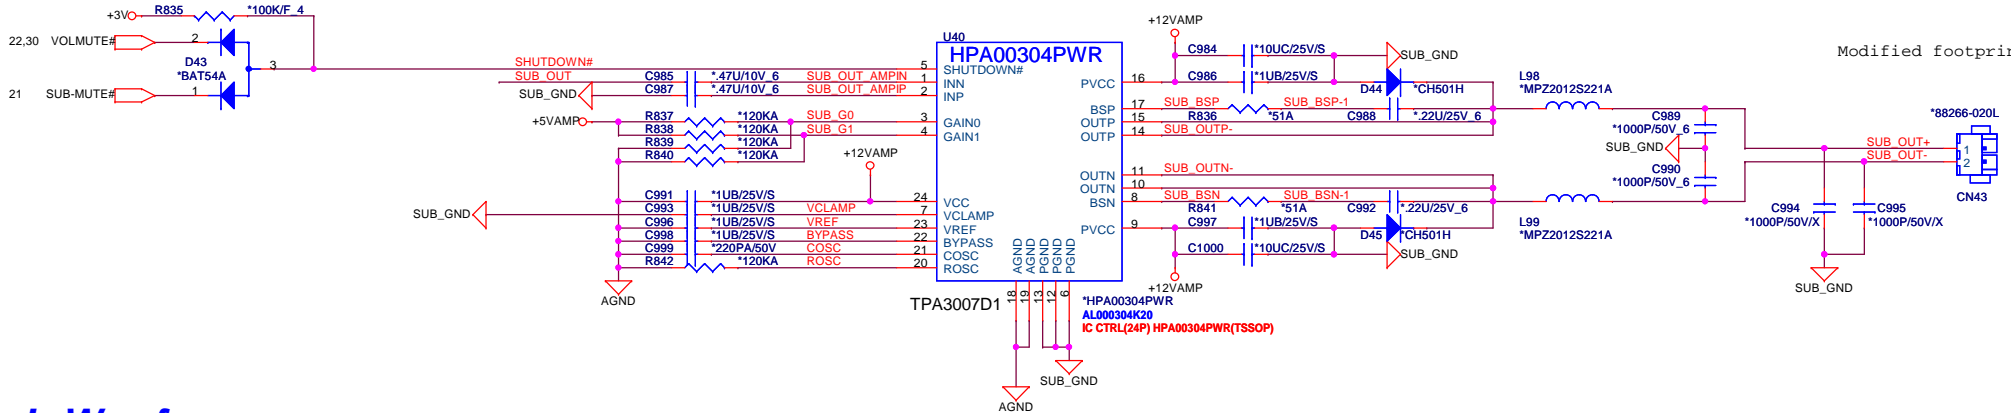 +3V
R835
*100K/F_4
22,30 VOLMUTE#
2
D43
*BAT54A
3
21 SUB-MUTE#
1
SHUTDOWN#
SUB_OUT
SUB_GND
C985 *.47U/10V_6 SUB_OUT_AMPIN
C987 *.47U/10V_6 SUB_OUT_AMPIP
+5VAMP
R837 *120KA SUB_G0
R838 *120KA SUB_G1
R839 *120KA
R840 *120KA
+12VAMP
SUB_GND
C991 *1UB/25V/S
C993 *1UB/25V/S VCLAMP
C996 *1UB/25V/S VREF
C998 *1UB/25V/S BYPASS
C999 *220PA/50V COSC
R842 *120KA ROSC
AGND
U40
HPA00304PWR
5 SHUTDOWN#
1 INN
2 INP
3 GAIN0
4 GAIN1
24 VCC
7 VCLAMP
23 VREF
22 BYPASS
21 COSC
20 ROSC
PVCC 16
BSP 17
OUTP 15
OUTP 14
OUTN 11
OUTN 10
BSN 8
PVCC 9
AGND AGND PGND PGND PGND
18 19 13 12 6
TPA3007D1
*HPA00304PWR
AL000304K20
IC CTRL(24P) HPA00304PWR(TSSOP)
AGND
SUB_GND
+12VAMP
C984 *10UC/25V/S
SUB_GND
C986 *1UB/25V/S
D44 *CH501H
SUB_BSP
R836 *51A
SUB_BSP-1
C988 *.22U/25V_6
SUB_OUTP-
SUB_OUTN-
SUB_BSN
R841 *51A
SUB_BSN-1
C992 *.22U/25V_6
C997 *1UB/25V/S
D45 *CH501H
C1000 *10UC/25V/S
SUB_GND
+12VAMP
L98
*MPZ2012S221A
L99
*MPZ2012S221A
C989
*1000P/50V_6
SUB_GND
C990
*1000P/50V_6
C994
*1000P/50V/X
C995
*1000P/50V/X
SUB_GND
Modified footprin
*88266-020L
SUB_OUT+ 1
SUB_OUT- 2
CN43